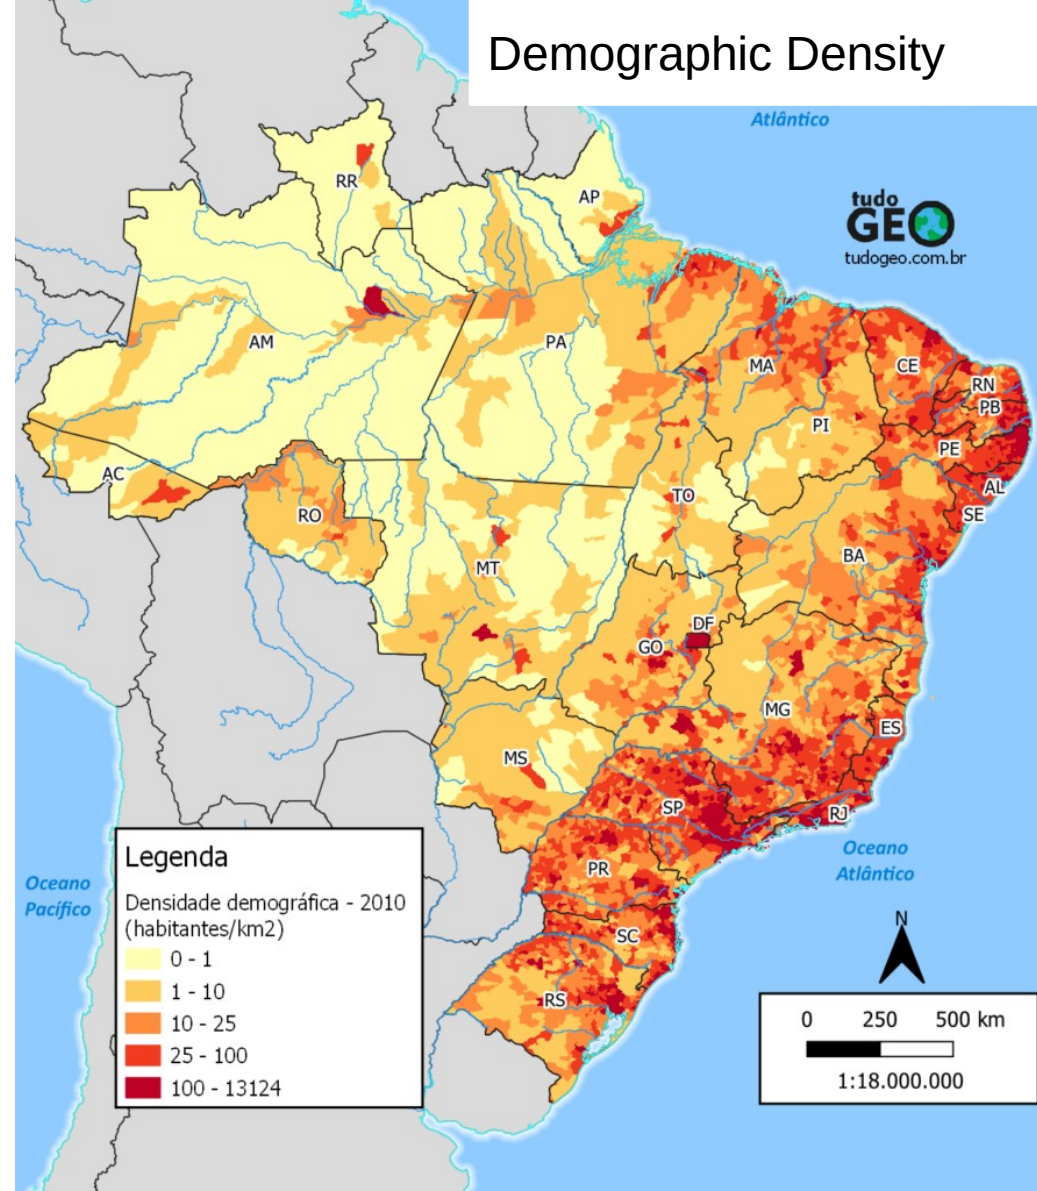 Demographic Density
Atlântico
tudo
GEO
tudogeo.com.br
RR
AP
AM
PA
MA
CE
RN
PB
PI
PE
AC
AL
TO
SE
RO
BA
MT
DF
GO
MG
ES
MS
SP
RJ
PR
SC
RS
Oceano
Atlântico
Oceano
Pacífico
Legenda
Densidade demográfica - 2010
(habitantes/km2)
0 - 1
1 - 10
10 - 25
25 - 100
100 - 13124
N
0 250 500 km
1:18.000.000